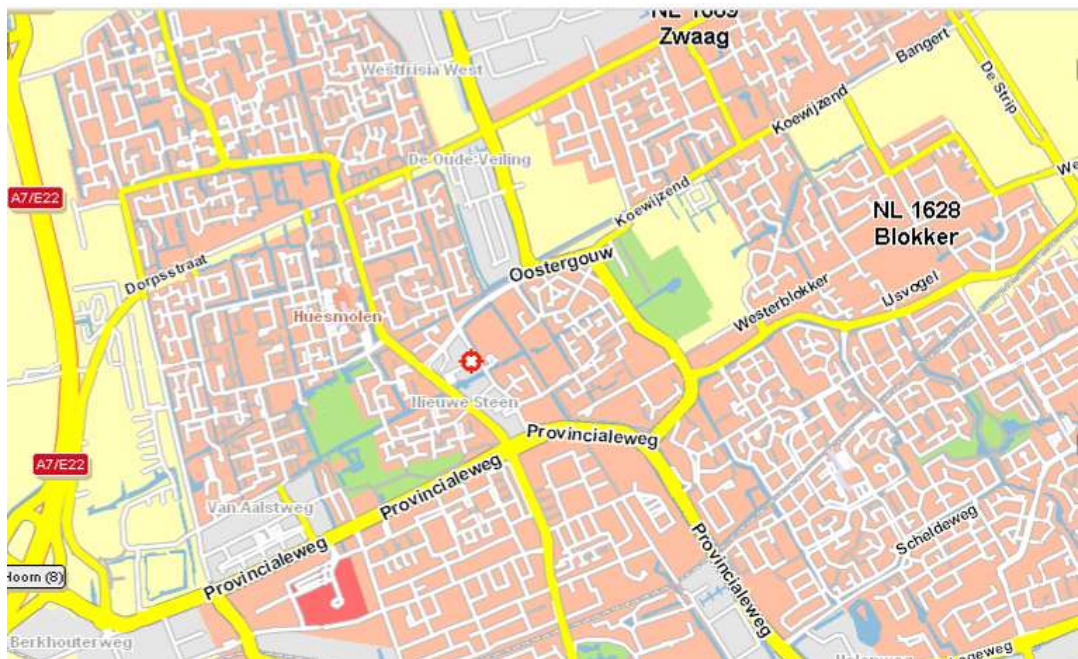 NL 1689
Zwaag
Bangert
De Strip
Westfrisia West
Koewijzend
De Oude Veiling
A7/E22
Koewijzend
NL 1628
Blokker
Oostergouw
Dorpsstraat
IJsvogel
Westerblokker
Huesmolen
Nieuwe Steen
Provincialeweg
A7/E22
Provincialeweg
Van Aalstweg
Scheldeweg
Provincialeweg
Provincialeweg
Hoorn (8)
Berkhouterweg